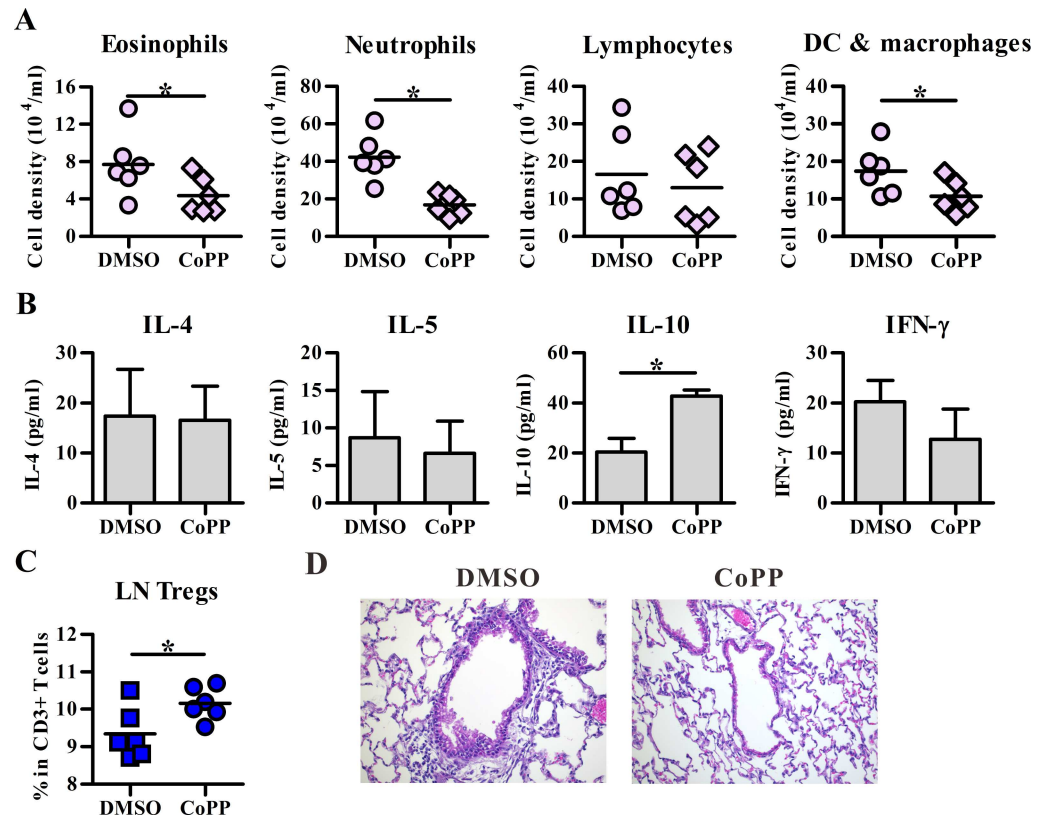 A
Eosinophils
Neutrophils
Lymphocytes
DC & macrophages
Cell density (10^4/ml)
16
12
8
4
0
*
DMSO
CoPP
Cell density (10^4/ml)
80
60
40
20
0
*
DMSO
CoPP
Cell density (10^4/ml)
40
30
20
10
0
DMSO
CoPP
Cell density (10^4/ml)
40
30
20
10
0
*
DMSO
CoPP
B
IL-4
IL-5
IL-10
IFN-γ
IL-4 (pg/ml)
30
20
10
0
DMSO
CoPP
IL-5 (pg/ml)
20
15
10
5
0
DMSO
CoPP
IL-10 (pg/ml)
60
40
20
0
*
DMSO
CoPP
IFN-γ (pg/ml)
30
20
10
0
DMSO
CoPP
C
LN Tregs
% in CD3+ T cells
12
11
10
9
8
*
DMSO
CoPP
D
DMSO
CoPP